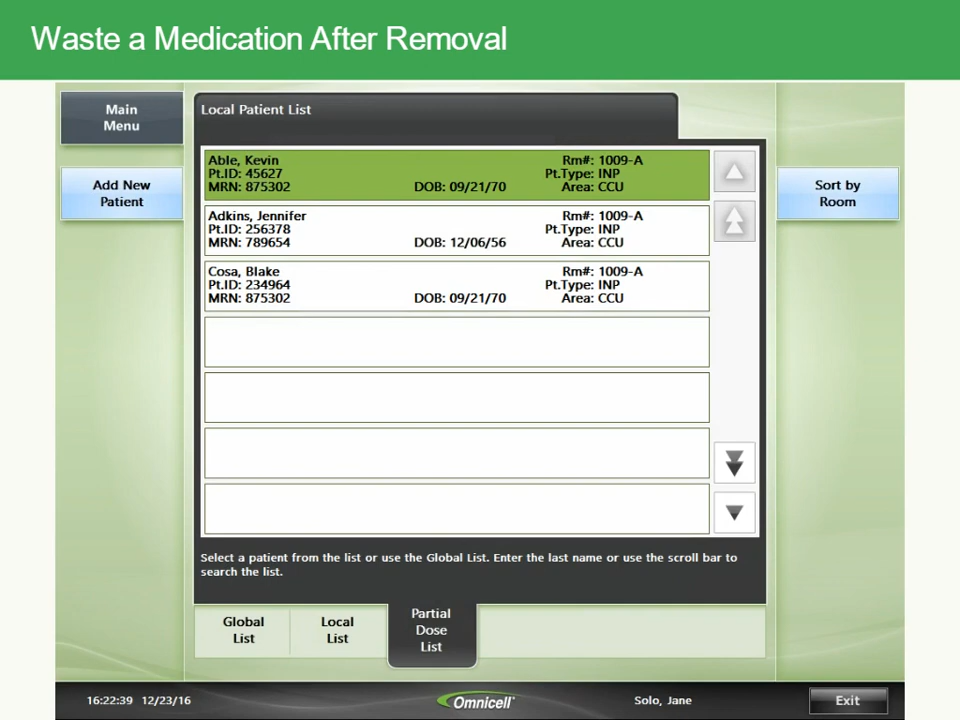 Waste a Medication After Removal
Main
Menu
Local Patient List
Add New
Patient
Able, Kevin Rm#: 1009-A
Pt.ID: 45627 Pt.Type: INP
MRN: 875302 DOB: 09/21/70 Area: CCU
Adkins, Jennifer Rm#: 1009-A
Pt.ID: 256378 Pt.Type: INP
MRN: 789654 DOB: 12/06/56 Area: CCU
Cosa, Blake Rm#: 1009-A
Pt.ID: 234964 Pt.Type: INP
MRN: 875302 DOB: 09/21/70 Area: CCU
Sort by
Room
Select a patient from the list or use the Global List. Enter the last name or use the scroll bar to
search the list.
Global
List
Local
List
Partial
Dose
List
16:22:39 12/23/16
Omnicell
Solo, Jane
Exit